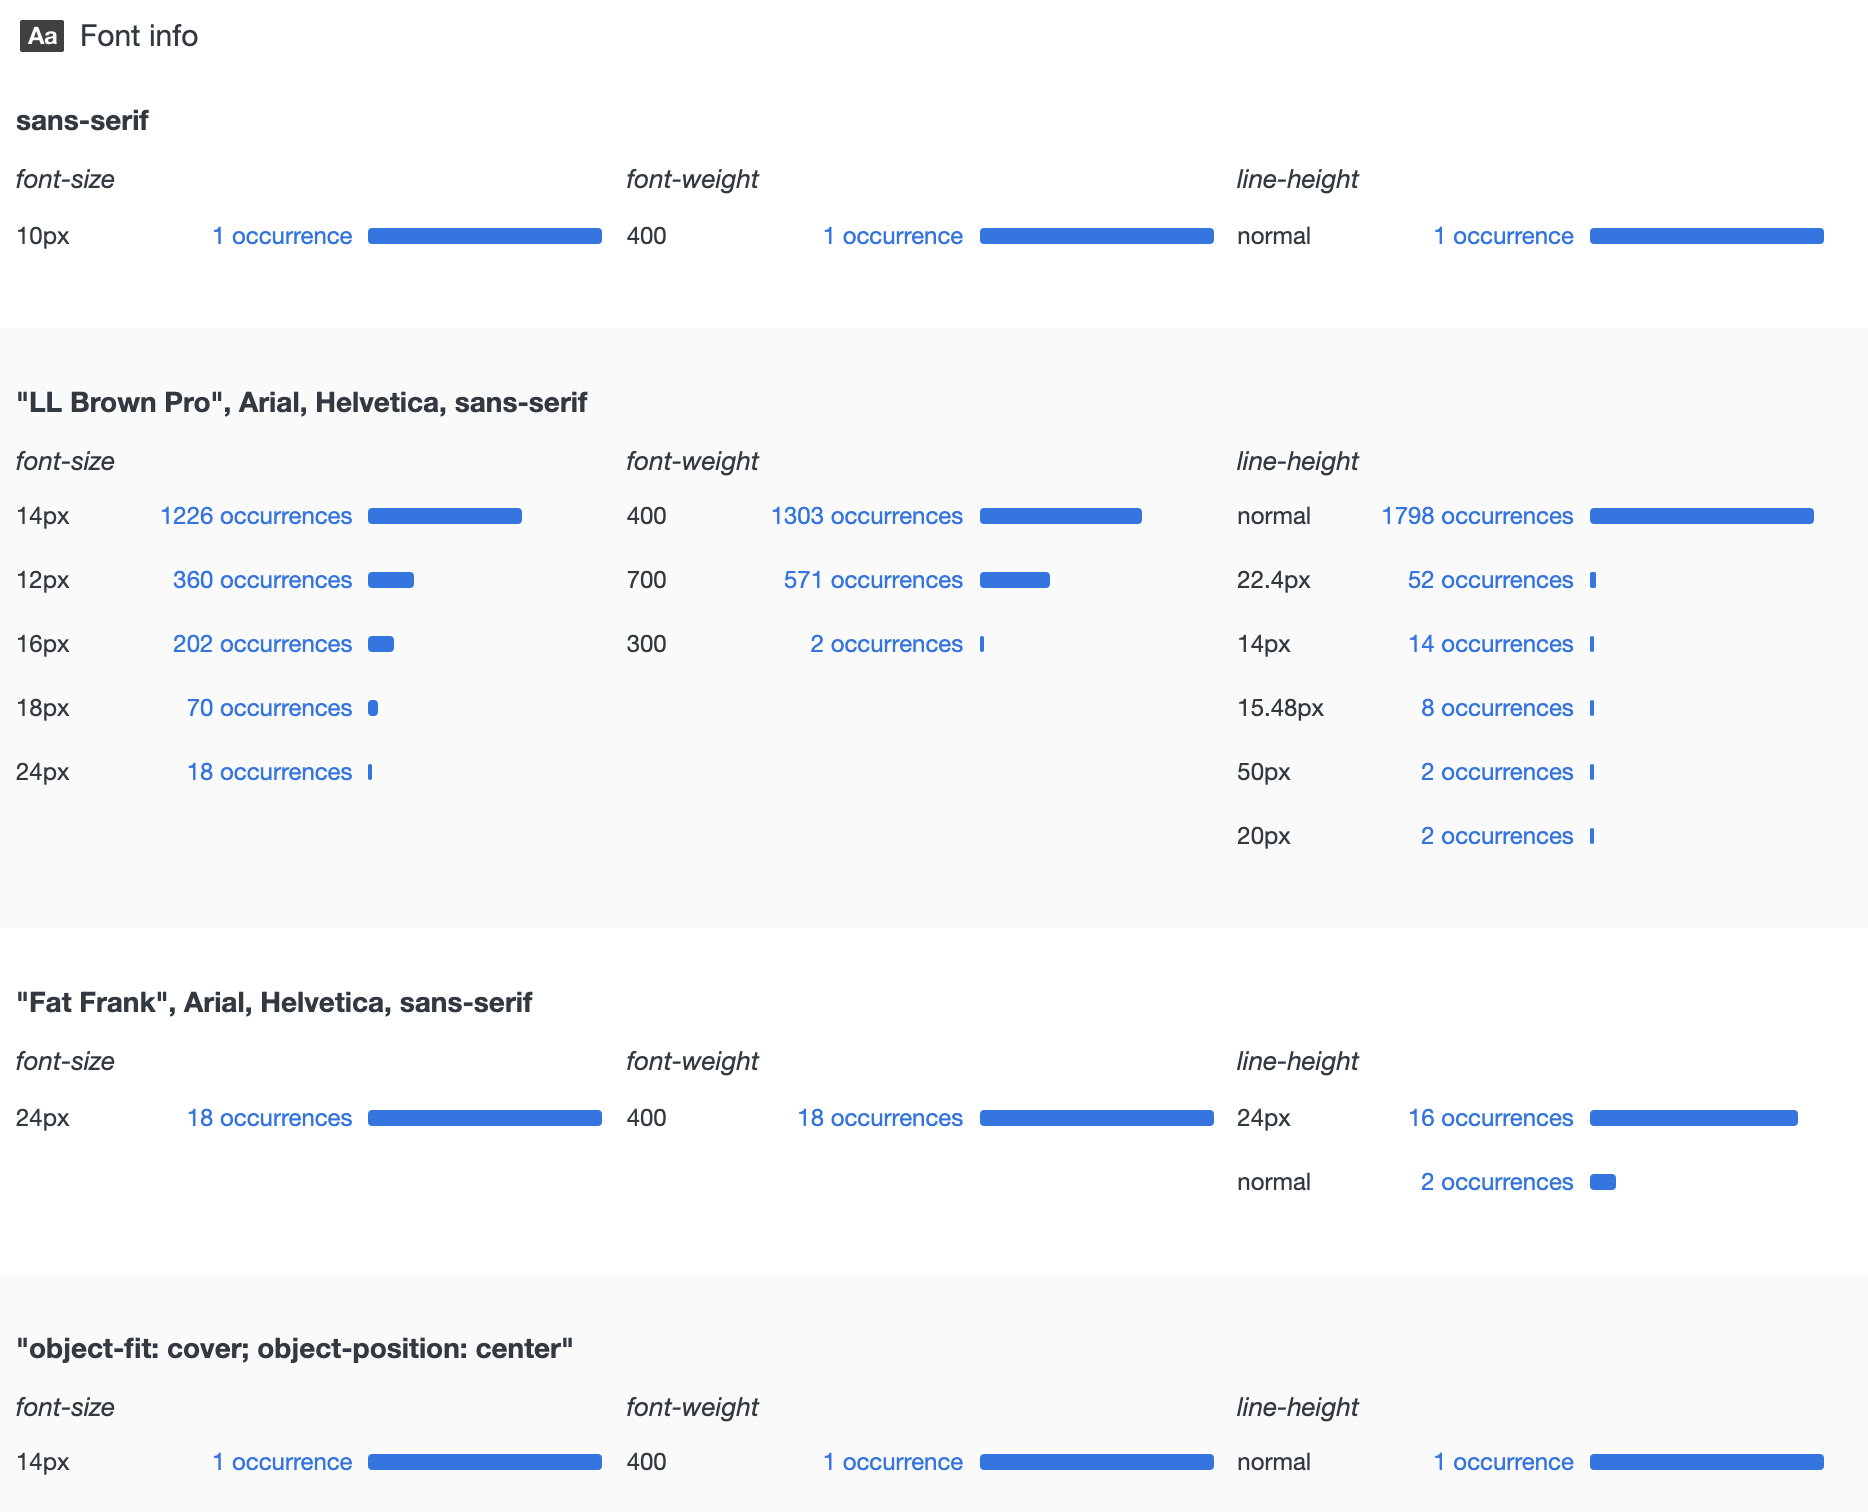 Aa Font info
sans-serif
font-size font-weight line-height
10px 1 occurrence 400 1 occurrence normal 1 occurrence
"LL Brown Pro", Arial, Helvetica, sans-serif
font-size font-weight line-height
14px 1226 occurrences 400 1303 occurrences normal 1798 occurrences
12px 360 occurrences 700 571 occurrences 22.4px 52 occurrences
16px 202 occurrences 300 2 occurrences 14px 14 occurrences
18px 70 occurrences 15.48px 8 occurrences
24px 18 occurrences 50px 2 occurrences
20px 2 occurrences
"Fat Frank", Arial, Helvetica, sans-serif
font-size font-weight line-height
24px 18 occurrences 400 18 occurrences 24px 16 occurrences
normal 2 occurrences
"object-fit: cover; object-position: center"
font-size font-weight line-height
14px 1 occurrence 400 1 occurrence normal 1 occurrence